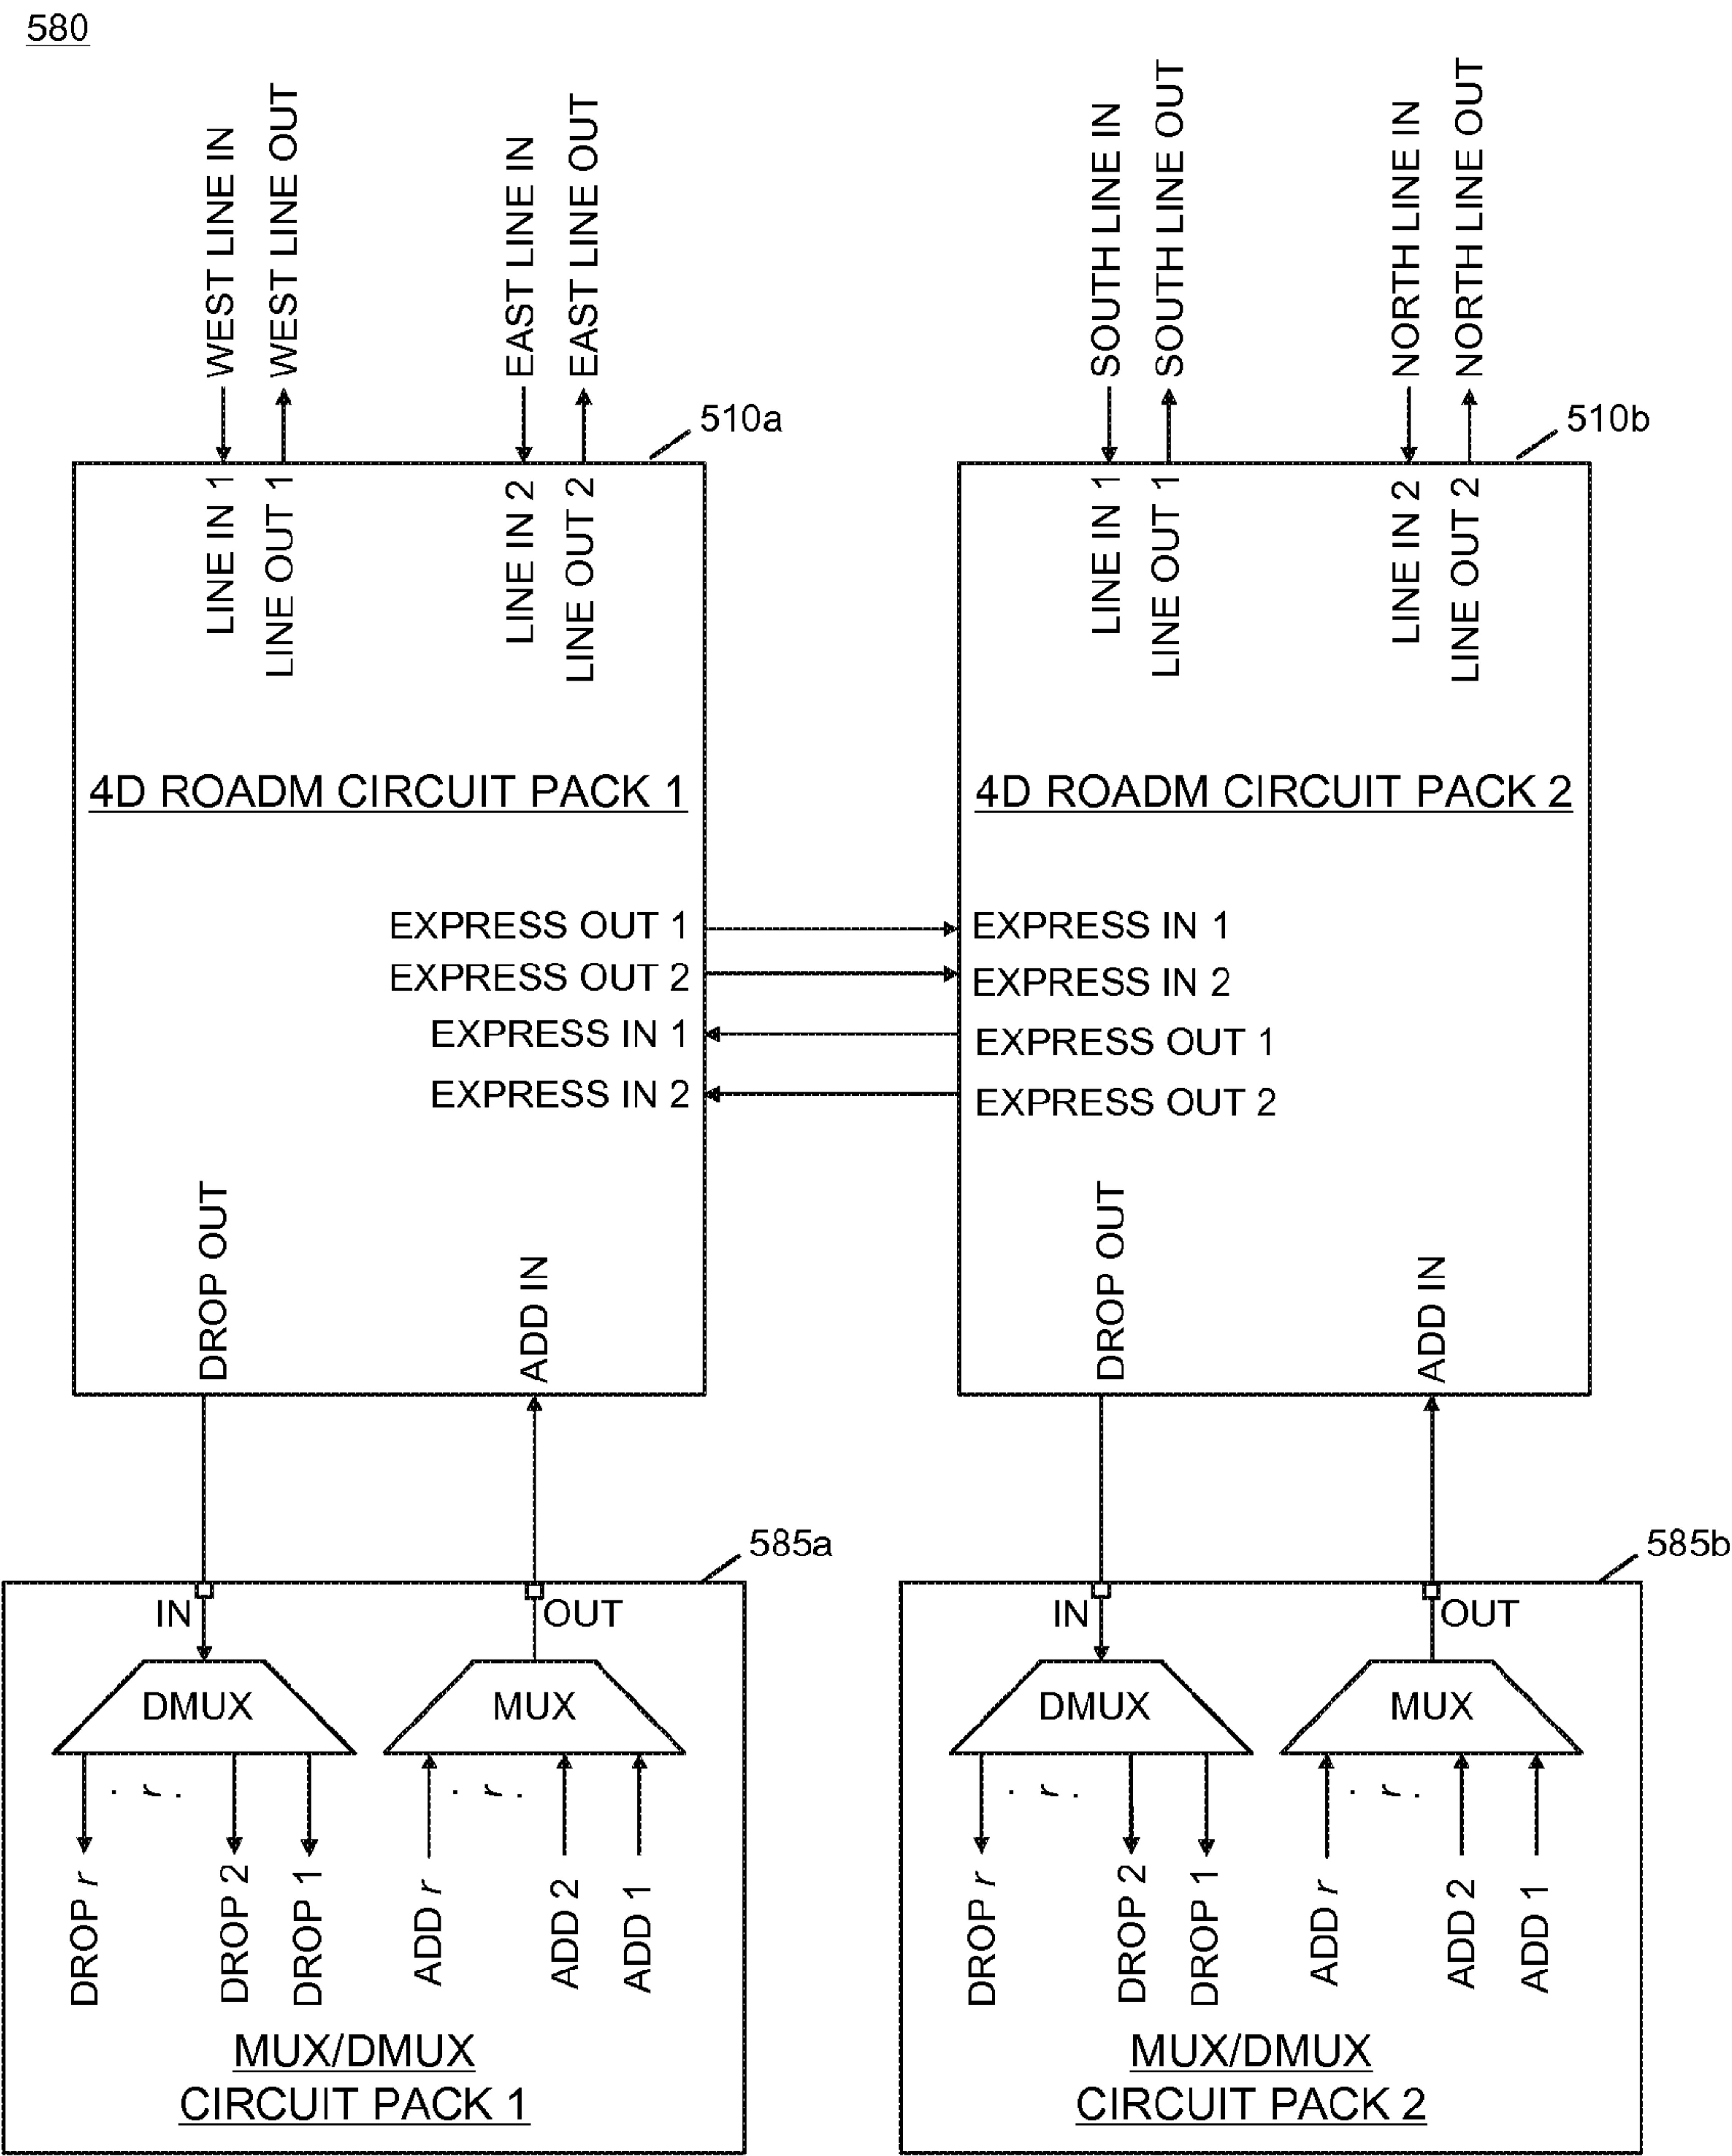 580
WEST LINE IN
WEST LINE OUT
EAST LINE IN
EAST LINE OUT
SOUTH LINE IN
SOUTH LINE OUT
NORTH LINE IN
NORTH LINE OUT
510a
510b
LINE IN 1
LINE OUT 1
LINE IN 2
LINE OUT 2
LINE IN 1
LINE OUT 1
LINE IN 2
LINE OUT 2
4D ROADM CIRCUIT PACK 1
4D ROADM CIRCUIT PACK 2
EXPRESS OUT 1
EXPRESS OUT 2
EXPRESS IN 1
EXPRESS IN 2
EXPRESS IN 1
EXPRESS IN 2
EXPRESS OUT 1
EXPRESS OUT 2
DROP OUT
ADD IN
DROP OUT
ADD IN
585a
585b
IN
OUT
DMUX
MUX
. r .
. r .
DROP r
DROP 2
DROP 1
ADD r
ADD 2
ADD 1
MUX/DMUX
CIRCUIT PACK 1
IN
OUT
DMUX
MUX
. r .
. r .
DROP r
DROP 2
DROP 1
ADD r
ADD 2
ADD 1
MUX/DMUX
CIRCUIT PACK 2